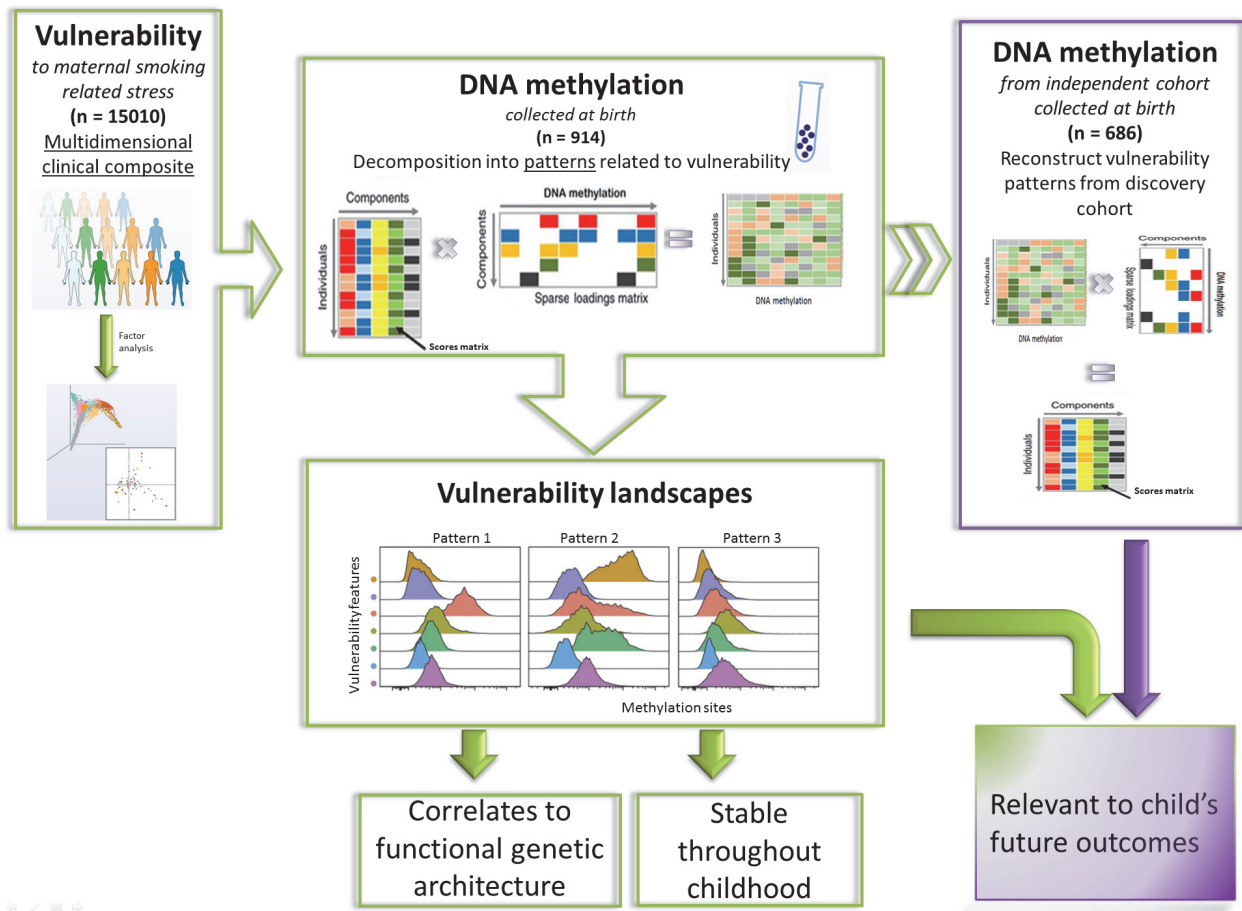 Vulnerability
to maternal smoking
related stress
(n = 15010)
Multidimensional
clinical composite
Factor
analysis
DNA methylation
collected at birth
(n = 914)
Decomposition into patterns related to vulnerability
Components
Individuals
Scores matrix
DNA methylation
Components
Sparse loadings matrix
Individuals
DNA methylation
DNA methylation
from independent cohort
collected at birth
(n = 686)
Reconstruct vulnerability
patterns from discovery
cohort
Individuals
DNA methylation
Components
Sparse loadings matrix
DNA methylation
Components
Individuals
Scores matrix
Vulnerability landscapes
Pattern 1
Pattern 2
Pattern 3
Vulnerability features
Methylation sites
Correlates to
functional genetic
architecture
Stable
throughout
childhood
Relevant to child's
future outcomes